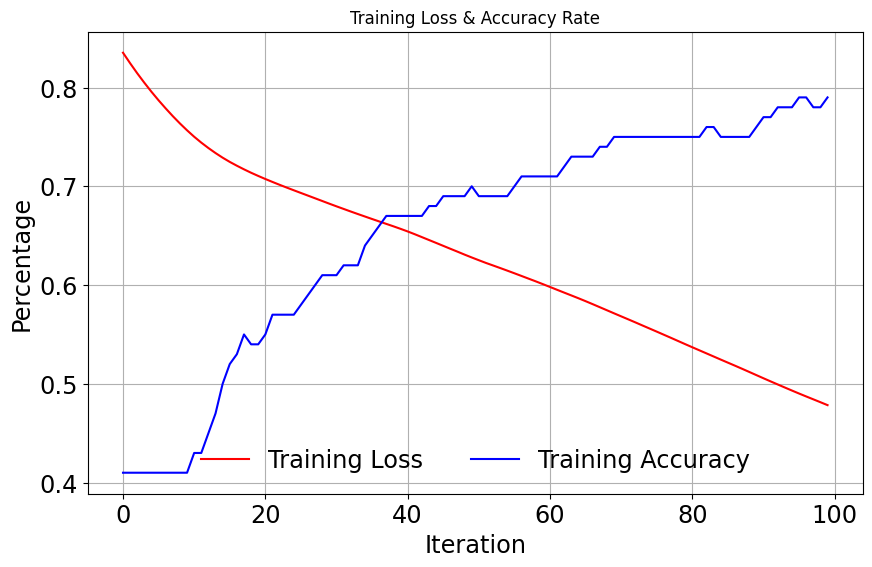 Training Loss & Accuracy Rate
Percentage
0.8
0.7
0.6
0.5
0.4
Training Loss
Training Accuracy
0 20 40 60 80 100
Iteration